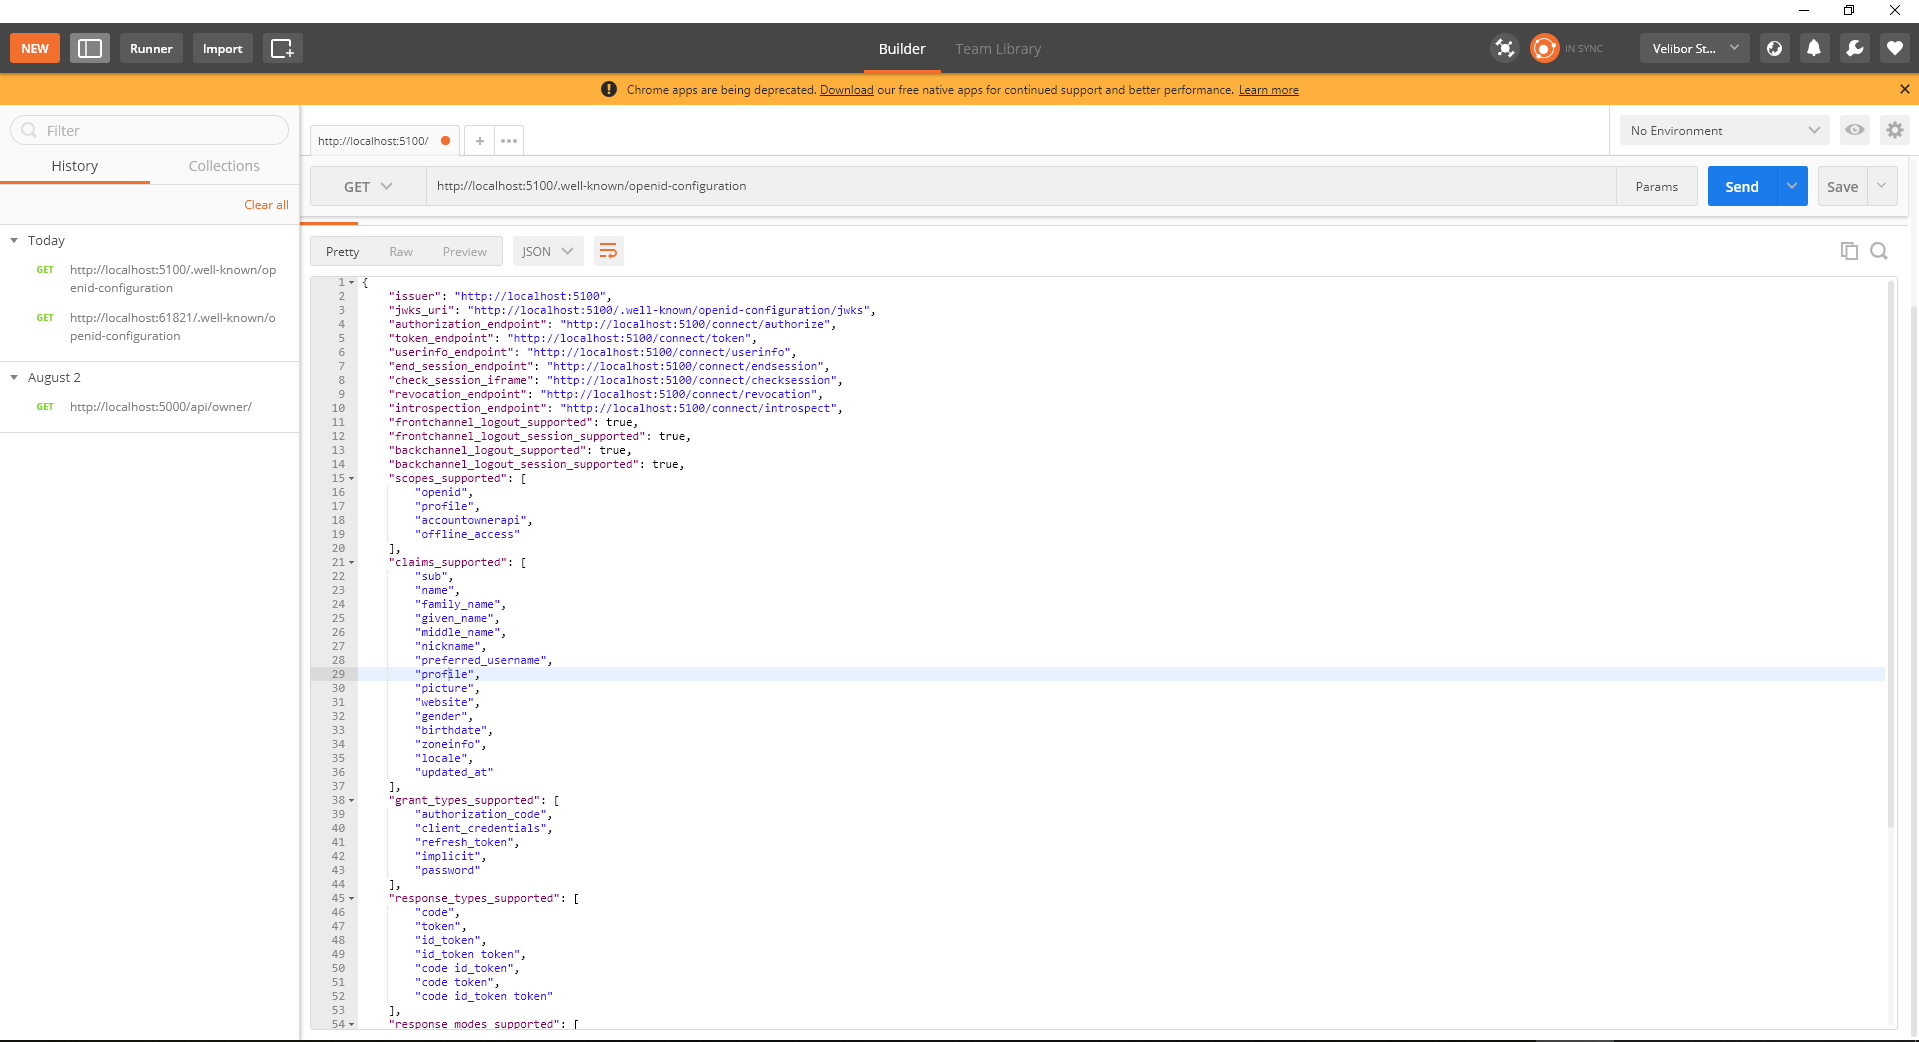 NEW Runner Import Builder Team Library IN SYNC Velibor St...
! Chrome apps are being deprecated. Download our free native apps for continued support and better performance. Learn more
Filter
History Collections
Clear all
Today
GET http://localhost:5100/.well-known/op
enid-configuration
GET http://localhost:61821/.well-known/o
penid-configuration
August 2
GET http://localhost:5000/api/owner/
http://localhost:5100/ + •••
No Environment
GET http://localhost:5100/.well-known/openid-configuration Params Send Save
Pretty Raw Preview JSON
1 {
2 "issuer": "http://localhost:5100",
3 "jwks_uri": "http://localhost:5100/.well-known/openid-configuration/jwks",
4 "authorization_endpoint": "http://localhost:5100/connect/authorize",
5 "token_endpoint": "http://localhost:5100/connect/token",
6 "userinfo_endpoint": "http://localhost:5100/connect/userinfo",
7 "end_session_endpoint": "http://localhost:5100/connect/endsession",
8 "check_session_iframe": "http://localhost:5100/connect/checksession",
9 "revocation_endpoint": "http://localhost:5100/connect/revocation",
10 "introspection_endpoint": "http://localhost:5100/connect/introspect",
11 "frontchannel_logout_supported": true,
12 "frontchannel_logout_session_supported": true,
13 "backchannel_logout_supported": true,
14 "backchannel_logout_session_supported": true,
15 "scopes_supported": [
16 "openid",
17 "profile",
18 "accountownerapi",
19 "offline_access"
20 ],
21 "claims_supported": [
22 "sub",
23 "name",
24 "family_name",
25 "given_name",
26 "middle_name",
27 "nickname",
28 "preferred_username",
29 "profile",
30 "picture",
31 "website",
32 "gender",
33 "birthdate",
34 "zoneinfo",
35 "locale",
36 "updated_at"
37 ],
38 "grant_types_supported": [
39 "authorization_code",
40 "client_credentials",
41 "refresh_token",
42 "implicit",
43 "password"
44 ],
45 "response_types_supported": [
46 "code",
47 "token",
48 "id_token",
49 "id_token token",
50 "code id_token",
51 "code token",
52 "code id_token token"
53 ],
54 "response_modes_supported": [